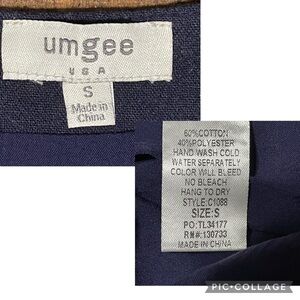 umgee
USA
S
Made in
China
60%COTTON
40%POLYESTER
HAND WASH COLD
WATER SEPARATELY
COLOR WILL BLEED
NO BLEACH
HANG TO DRY
STYLE:C1088
SIZE:S
PO:TL34177
RM#:130733
MADE IN CHINA
PIC•COLLAGE